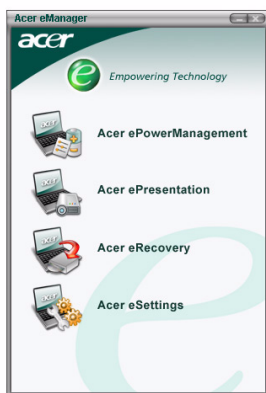 Acer eManager
acer
e Empowering Technology
Acer ePowerManagement
Acer ePresentation
Acer eRecovery
Acer eSettings